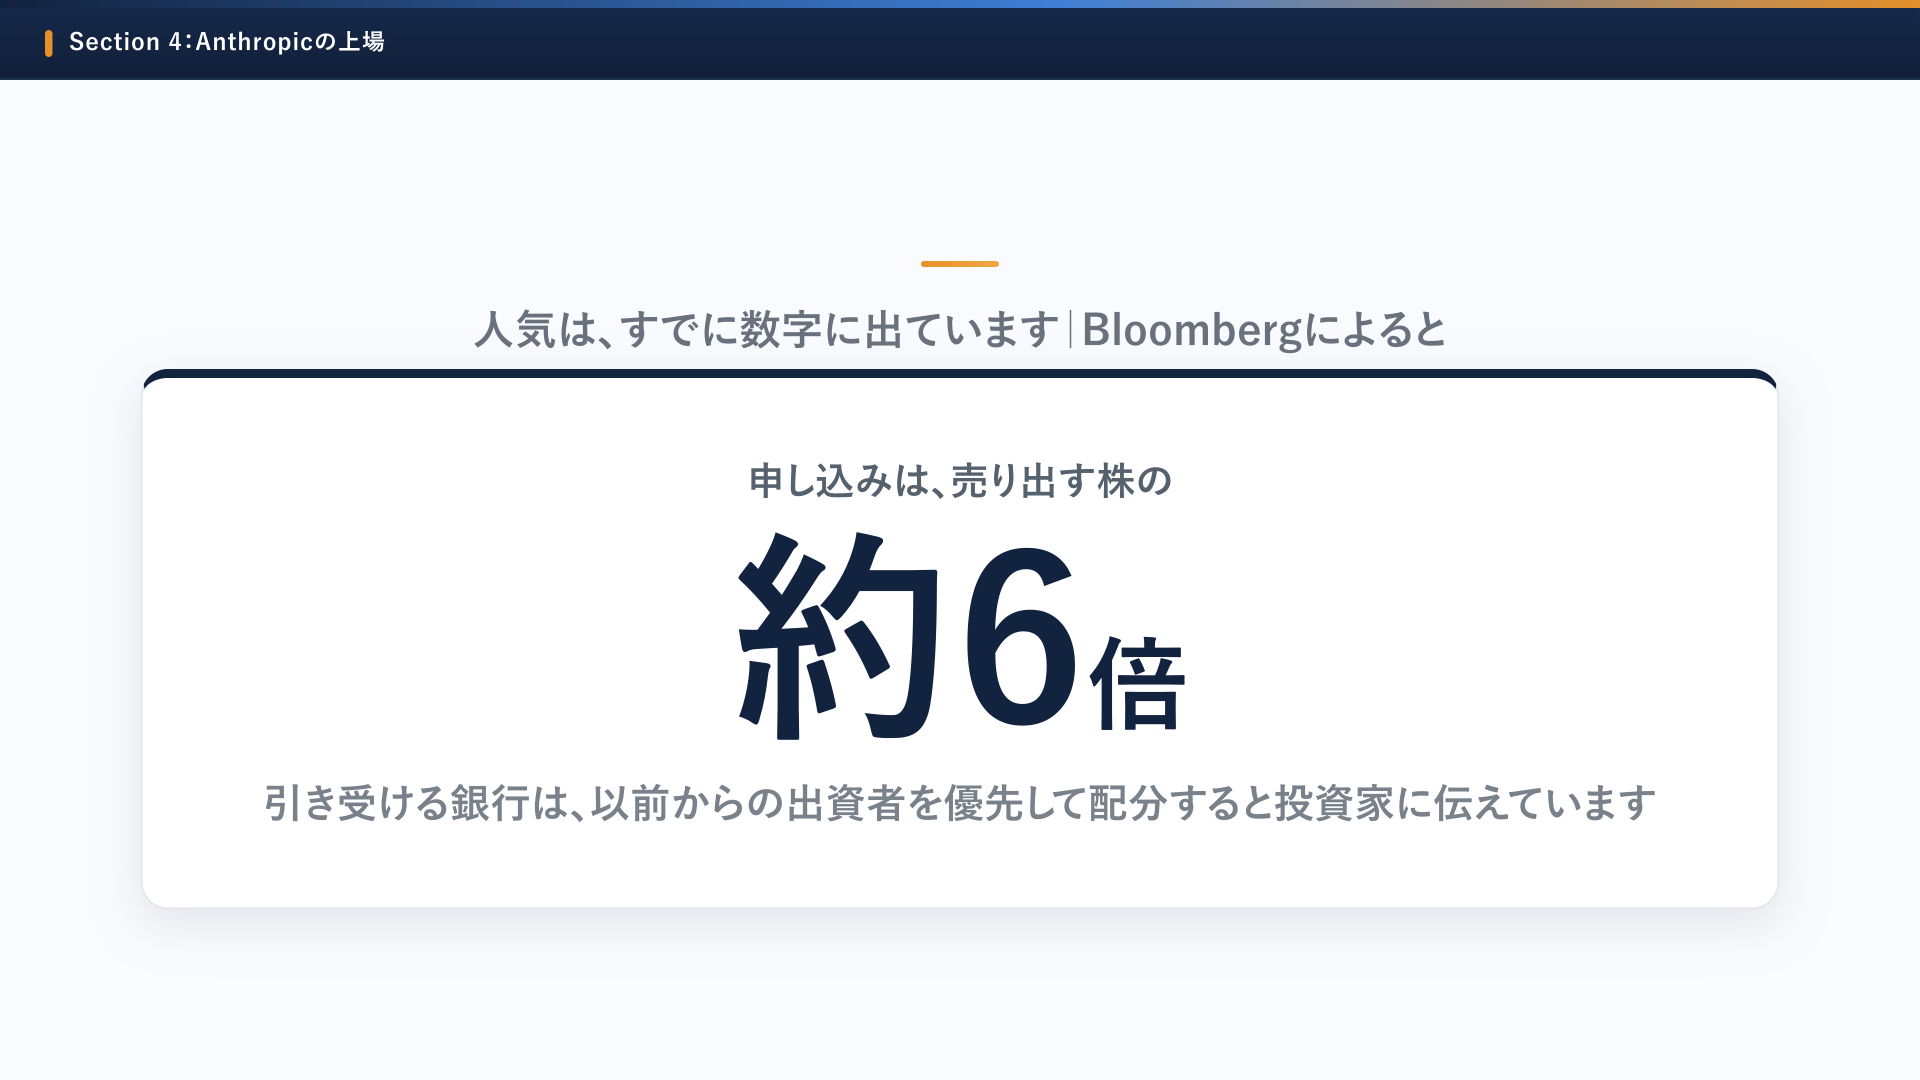 Section 4：Anthropicの上場
人気は、すでに数字に出ています｜Bloombergによると
申し込みは、売り出す株の
約6倍
引き受ける銀行は、以前からの出資者を優先して配分すると投資家に伝えています